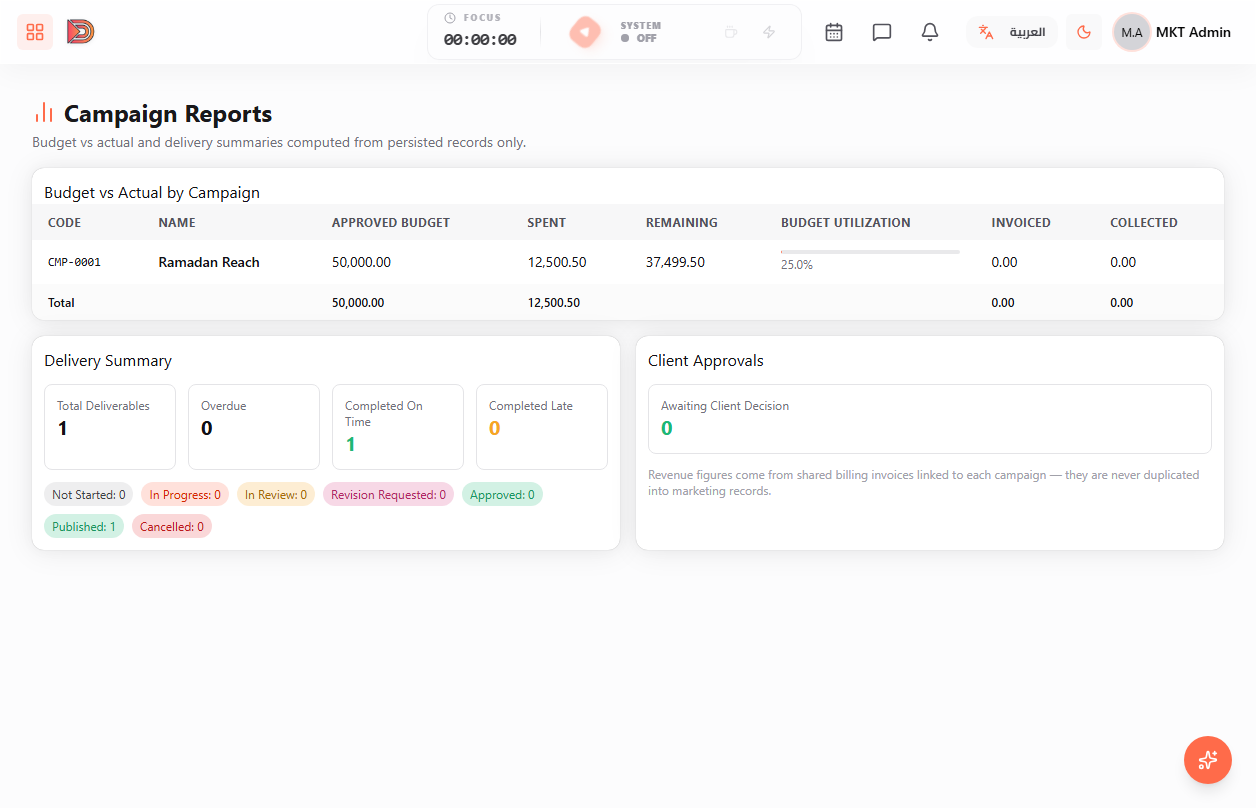 FOCUS
00:00:00
SYSTEM
OFF
العربية
M.A
MKT Admin
Campaign Reports
Budget vs actual and delivery summaries computed from persisted records only.
Budget vs Actual by Campaign
CODE NAME APPROVED BUDGET SPENT REMAINING BUDGET UTILIZATION INVOICED COLLECTED
CMP-0001 Ramadan Reach 50,000.00 12,500.50 37,499.50 25.0% 0.00 0.00
Total 50,000.00 12,500.50 0.00 0.00
Delivery Summary
Total Deliverables
1
Overdue
0
Completed On
Time
1
Completed Late
0
Not Started: 0 In Progress: 0 In Review: 0 Revision Requested: 0 Approved: 0
Published: 1 Cancelled: 0
Client Approvals
Awaiting Client Decision
0
Revenue figures come from shared billing invoices linked to each campaign — they are never duplicated
into marketing records.